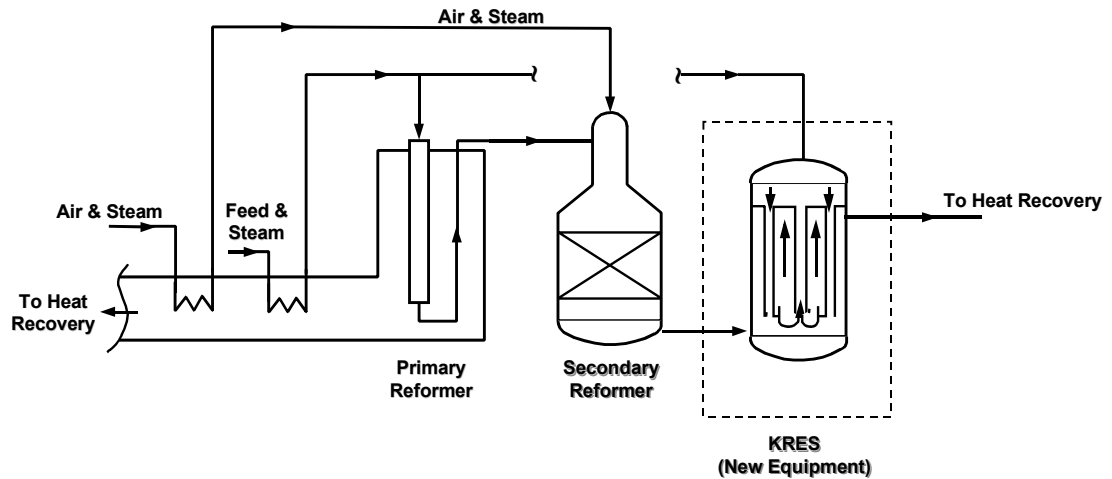 Air & Steam
Air & Steam
Feed &
Steam
To Heat Recovery
To Heat
Recovery
Primary
Reformer
Secondary
Reformer
KRES
(New Equipment)